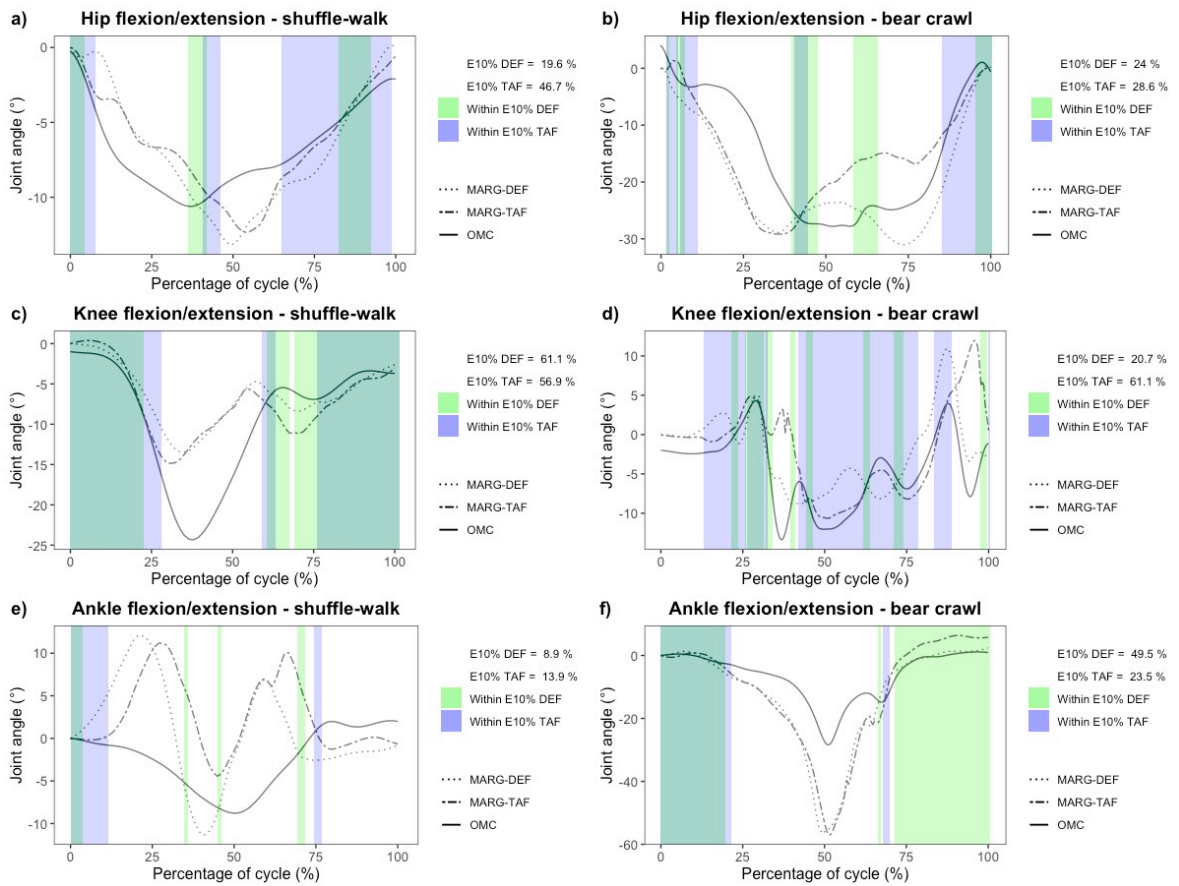 a) Hip flexion/extension - shuffle-walk
Joint angle (°)
0
-5
-10
0 25 50 75 100
Percentage of cycle (%)
E10% DEF = 19.6 %
E10% TAF = 46.7 %
Within E10% DEF
Within E10% TAF
MARG-DEF
MARG-TAF
OMC
b) Hip flexion/extension - bear crawl
Joint angle (°)
0
-10
-20
-30
0 25 50 75 100
Percentage of cycle (%)
E10% DEF = 24 %
E10% TAF = 28.6 %
Within E10% DEF
Within E10% TAF
MARG-DEF
MARG-TAF
OMC
c) Knee flexion/extension - shuffle-walk
Joint angle (°)
0
-5
-10
-15
-20
-25
0 25 50 75 100
Percentage of cycle (%)
E10% DEF = 61.1 %
E10% TAF = 56.9 %
Within E10% DEF
Within E10% TAF
MARG-DEF
MARG-TAF
OMC
d) Knee flexion/extension - bear crawl
Joint angle (°)
10
5
0
-5
-10
0 25 50 75 100
Percentage of cycle (%)
E10% DEF = 20.7 %
E10% TAF = 61.1 %
Within E10% DEF
Within E10% TAF
MARG-DEF
MARG-TAF
OMC
e) Ankle flexion/extension - shuffle-walk
Joint angle (°)
10
5
0
-5
-10
0 25 50 75 100
Percentage of cycle (%)
E10% DEF = 8.9 %
E10% TAF = 13.9 %
Within E10% DEF
Within E10% TAF
MARG-DEF
MARG-TAF
OMC
f) Ankle flexion/extension - bear crawl
Joint angle (°)
0
-20
-40
-60
0 25 50 75 100
Percentage of cycle (%)
E10% DEF = 49.5 %
E10% TAF = 23.5 %
Within E10% DEF
Within E10% TAF
MARG-DEF
MARG-TAF
OMC